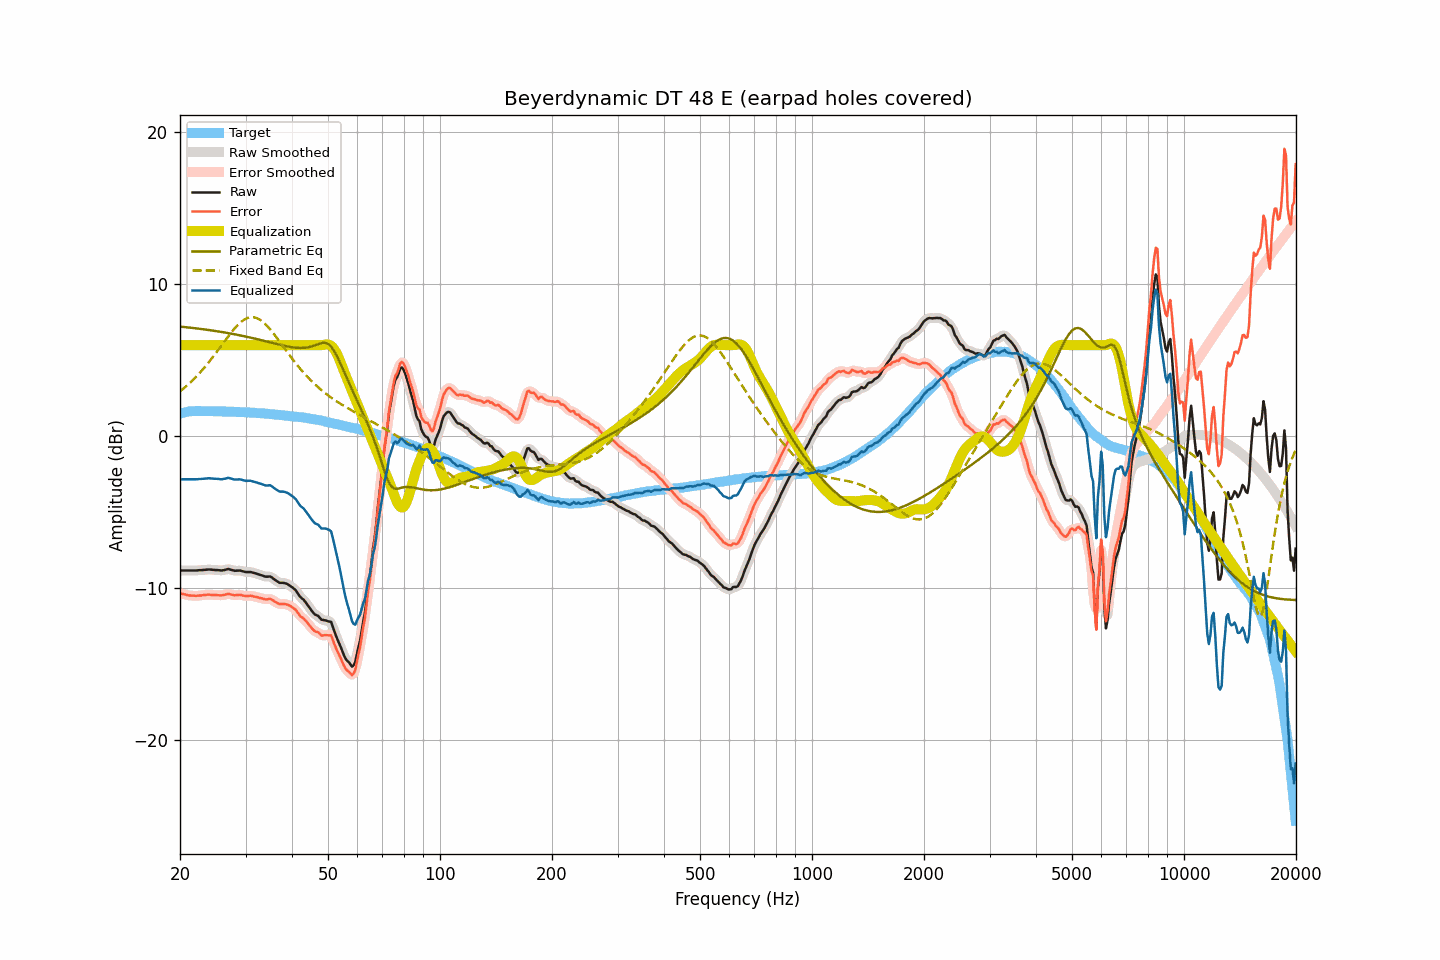 Beyerdynamic DT 48 E (earpad holes covered)
Target
Raw Smoothed
Error Smoothed
Raw
Error
Equalization
Parametric Eq
Fixed Band Eq
Equalized
20
10
0
−10
−20
Amplitude (dBr)
20 50 100 200 500 1000 2000 5000 10000 20000
Frequency (Hz)